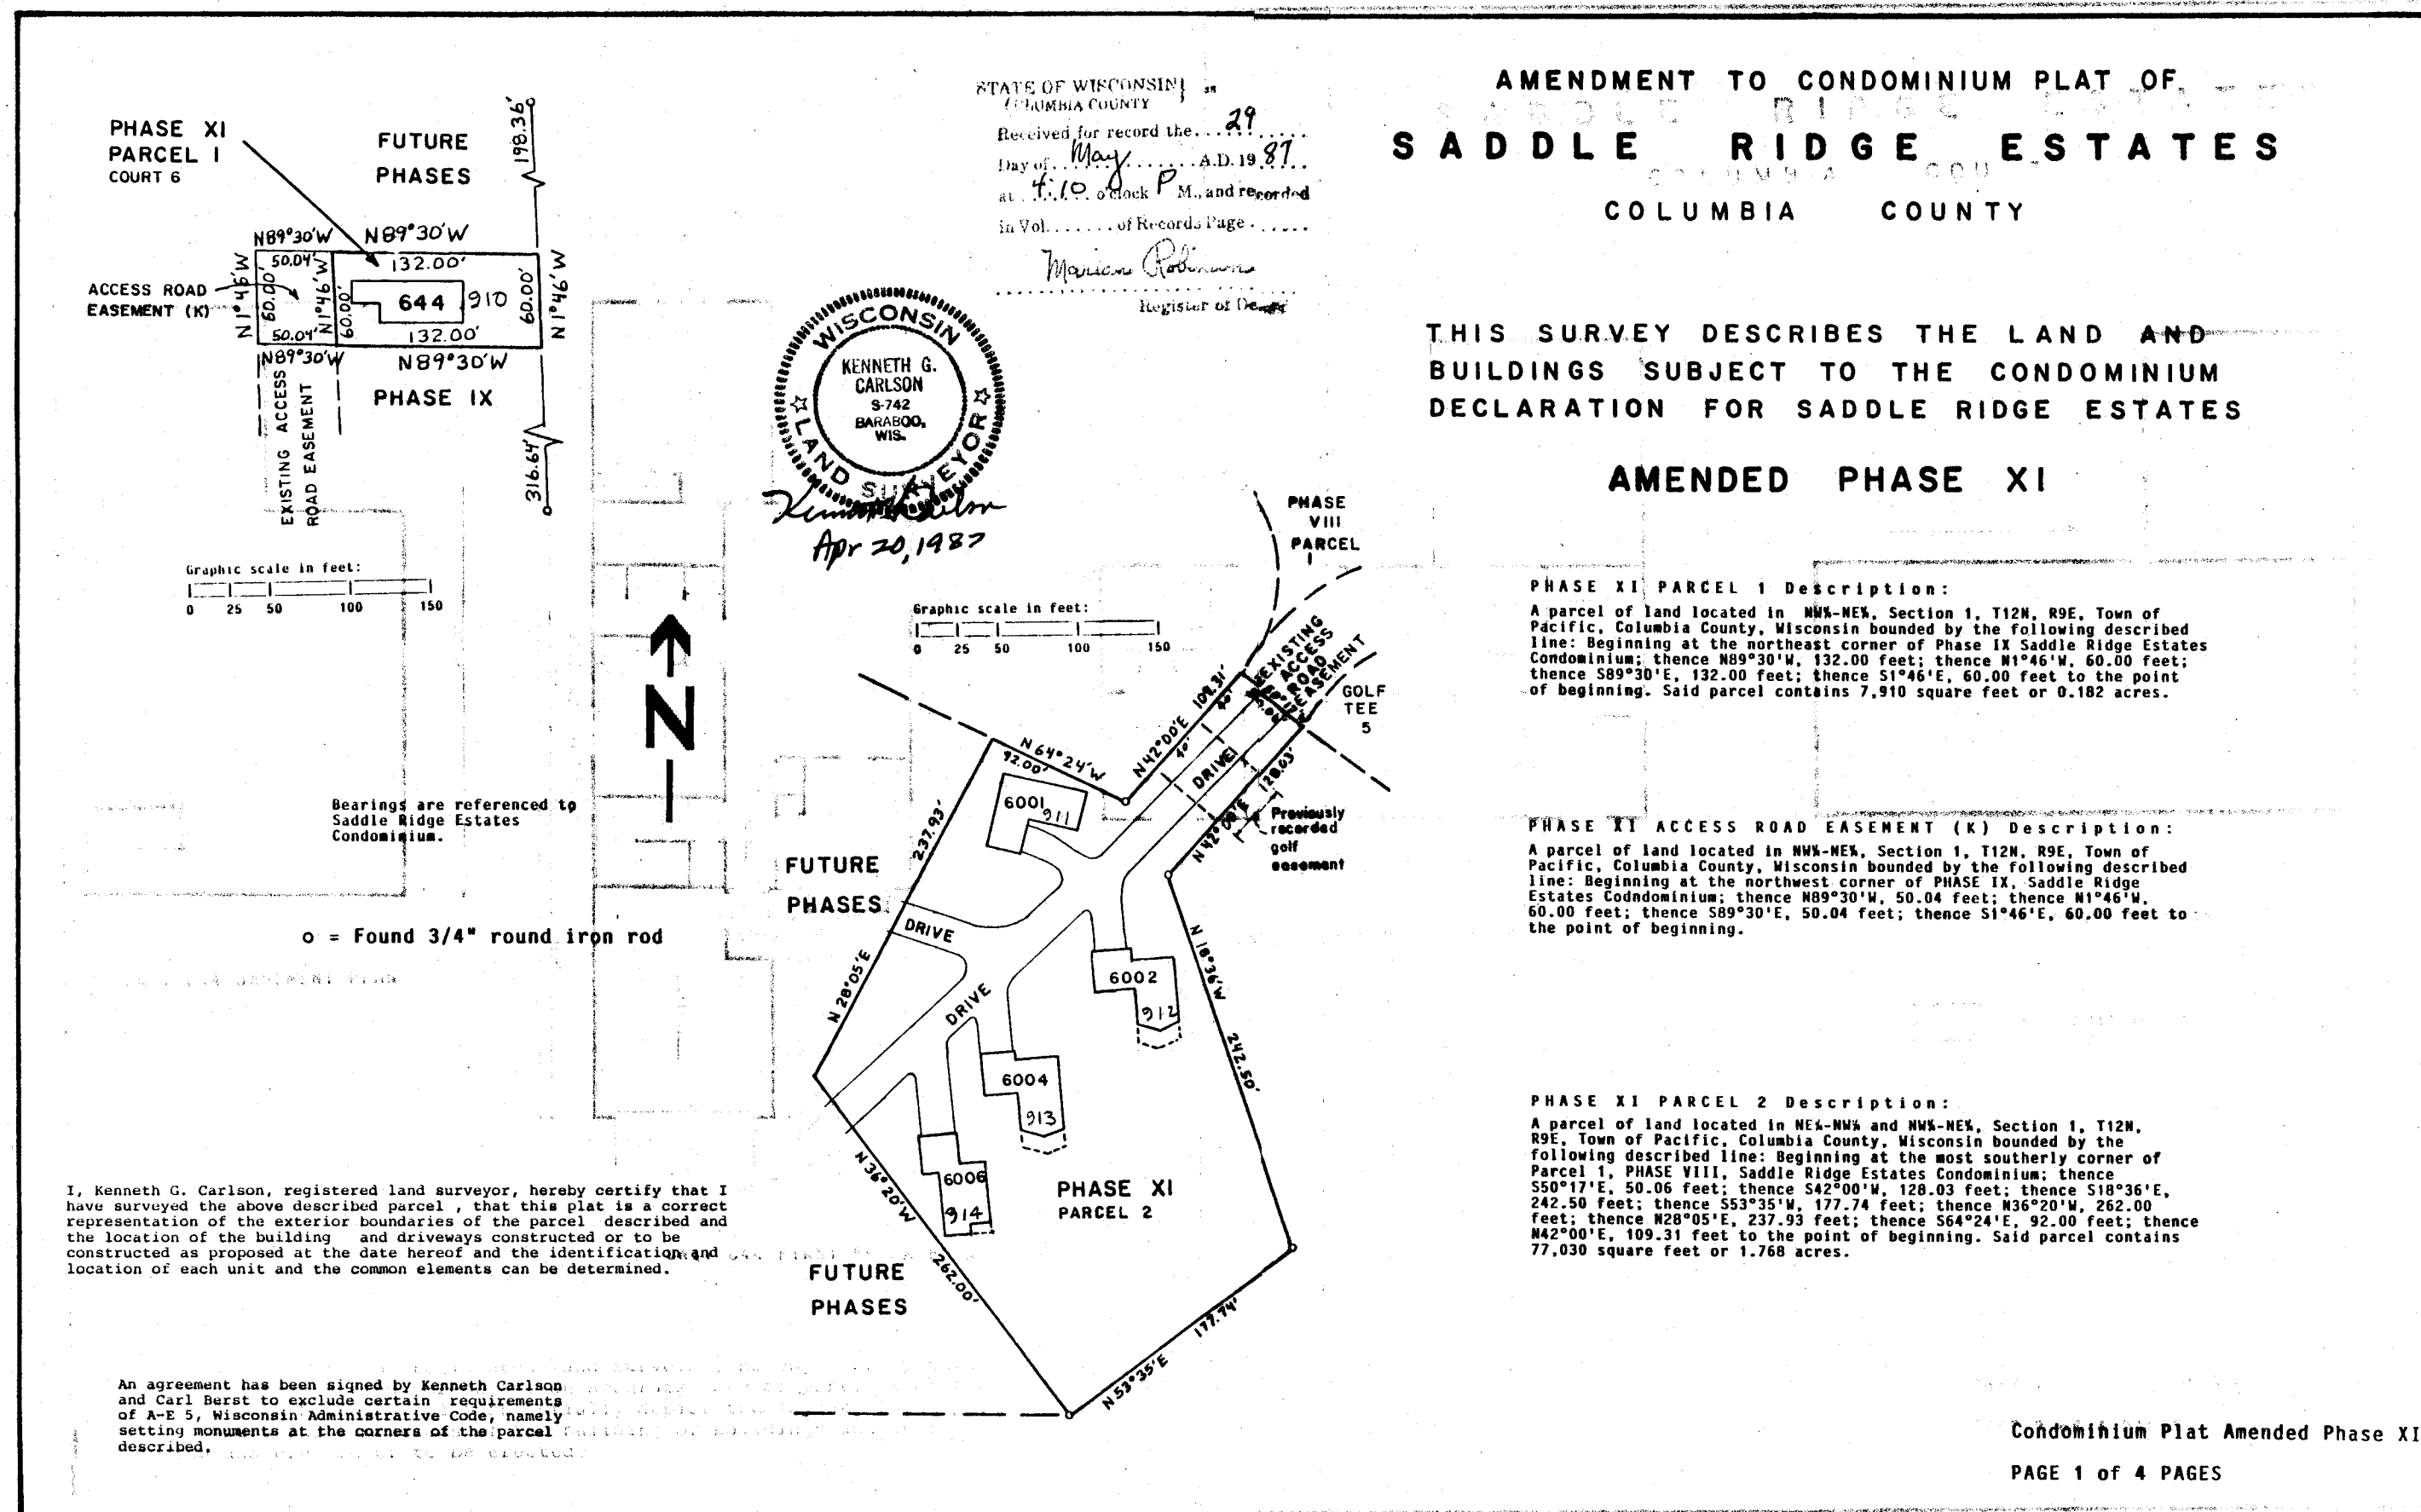 AMENDMENT TO CONDOMINIUM PLAT OF
SADDLE RIDGE ESTATES
COLUMBIA COUNTY
THIS SURVEY DESCRIBES THE LAND AND
BUILDINGS SUBJECT TO THE CONDOMINIUM
DECLARATION FOR SADDLE RIDGE ESTATES
AMENDED PHASE XI
STATE OF WISCONSIN
COLUMBIA COUNTY
Received for record the....29......
Day of..May.......A.D. 19.87..
at..4:10..o'clock P M., and recorded
in Vol.......of Records Page......
Marian Robinson
Register of Deeds
WISCONSIN
KENNETH G.
CARLSON
S-742
BARABOO,
WIS.
LAND SURVEYOR
Apr 20, 1987
PHASE XI
PARCEL 1
COURT 6
FUTURE
PHASES
198.36'
N89°30'W N89°30'W
50.04' 132.00'
N1°46'W 60.00' N1°46'W 60.00' 644 910 60.00' N1°46'W
ACCESS ROAD
EASEMENT (K)
50.04' 132.00'
N89°30'W N89°30'W
PHASE IX
EXISTING ACCESS
ROAD EASEMENT
316.64'
Graphic scale in feet:
0 25 50 100 150
N
Bearings are referenced to
Saddle Ridge Estates
Condominium.
o = Found 3/4" round iron rod
Graphic scale in feet:
0 25 50 100 150
PHASE
VIII
PARCEL
1
EXISTING
ACCESS
ROAD
EASEMENT
GOLF
TEE
5
N 42°00'E 109.31'
40'
40'
N 64°24'W
92.00'
DRIVE
N 42°00'E 128.03'
Previously
recorded
golf
easement
6001
911
237.93'
N 28°05'E
FUTURE
PHASES
DRIVE
DRIVE
6002
912
N 18°36'W
242.50'
6004
913
6006
914
N 36°20'W
262.00'
PHASE XI
PARCEL 2
FUTURE
PHASES
N 53°35'E
177.74'
PHASE XI PARCEL 1 Description:
A parcel of land located in NW¼-NE¼, Section 1, T12N, R9E, Town of
Pacific, Columbia County, Wisconsin bounded by the following described
line: Beginning at the northeast corner of Phase IX Saddle Ridge Estates
Condominium; thence N89°30'W, 132.00 feet; thence N1°46'W, 60.00 feet;
thence S89°30'E, 132.00 feet; thence S1°46'E, 60.00 feet to the point
of beginning. Said parcel contains 7,910 square feet or 0.182 acres.
PHASE XI ACCESS ROAD EASEMENT (K) Description:
A parcel of land located in NW¼-NE¼, Section 1, T12N, R9E, Town of
Pacific, Columbia County, Wisconsin bounded by the following described
line: Beginning at the northwest corner of PHASE IX, Saddle Ridge
Estates Codndominium; thence N89°30'W, 50.04 feet; thence N1°46'W,
60.00 feet; thence S89°30'E, 50.04 feet; thence S1°46'E, 60.00 feet to
the point of beginning.
PHASE XI PARCEL 2 Description:
A parcel of land located in NE¼-NW¼ and NW¼-NE¼, Section 1, T12N,
R9E, Town of Pacific, Columbia County, Wisconsin bounded by the
following described line: Beginning at the most southerly corner of
Parcel 1, PHASE VIII, Saddle Ridge Estates Condominium; thence
S50°17'E, 50.06 feet; thence S42°00'W, 128.03 feet; thence S18°36'E,
242.50 feet; thence S53°35'W, 177.74 feet; thence N36°20'W, 262.00
feet; thence N28°05'E, 237.93 feet; thence S64°24'E, 92.00 feet; thence
N42°00'E, 109.31 feet to the point of beginning. Said parcel contains
77,030 square feet or 1.768 acres.
I, Kenneth G. Carlson, registered land surveyor, hereby certify that I
have surveyed the above described parcel , that this plat is a correct
representation of the exterior boundaries of the parcel described and
the location of the building and driveways constructed or to be
constructed as proposed at the date hereof and the identification and
location of each unit and the common elements can be determined.
An agreement has been signed by Kenneth Carlson
and Carl Berst to exclude certain requirements
of A-E 5, Wisconsin Administrative Code, namely
setting monuments at the corners of the parcel
described.
Condominium Plat Amended Phase XI
PAGE 1 of 4 PAGES